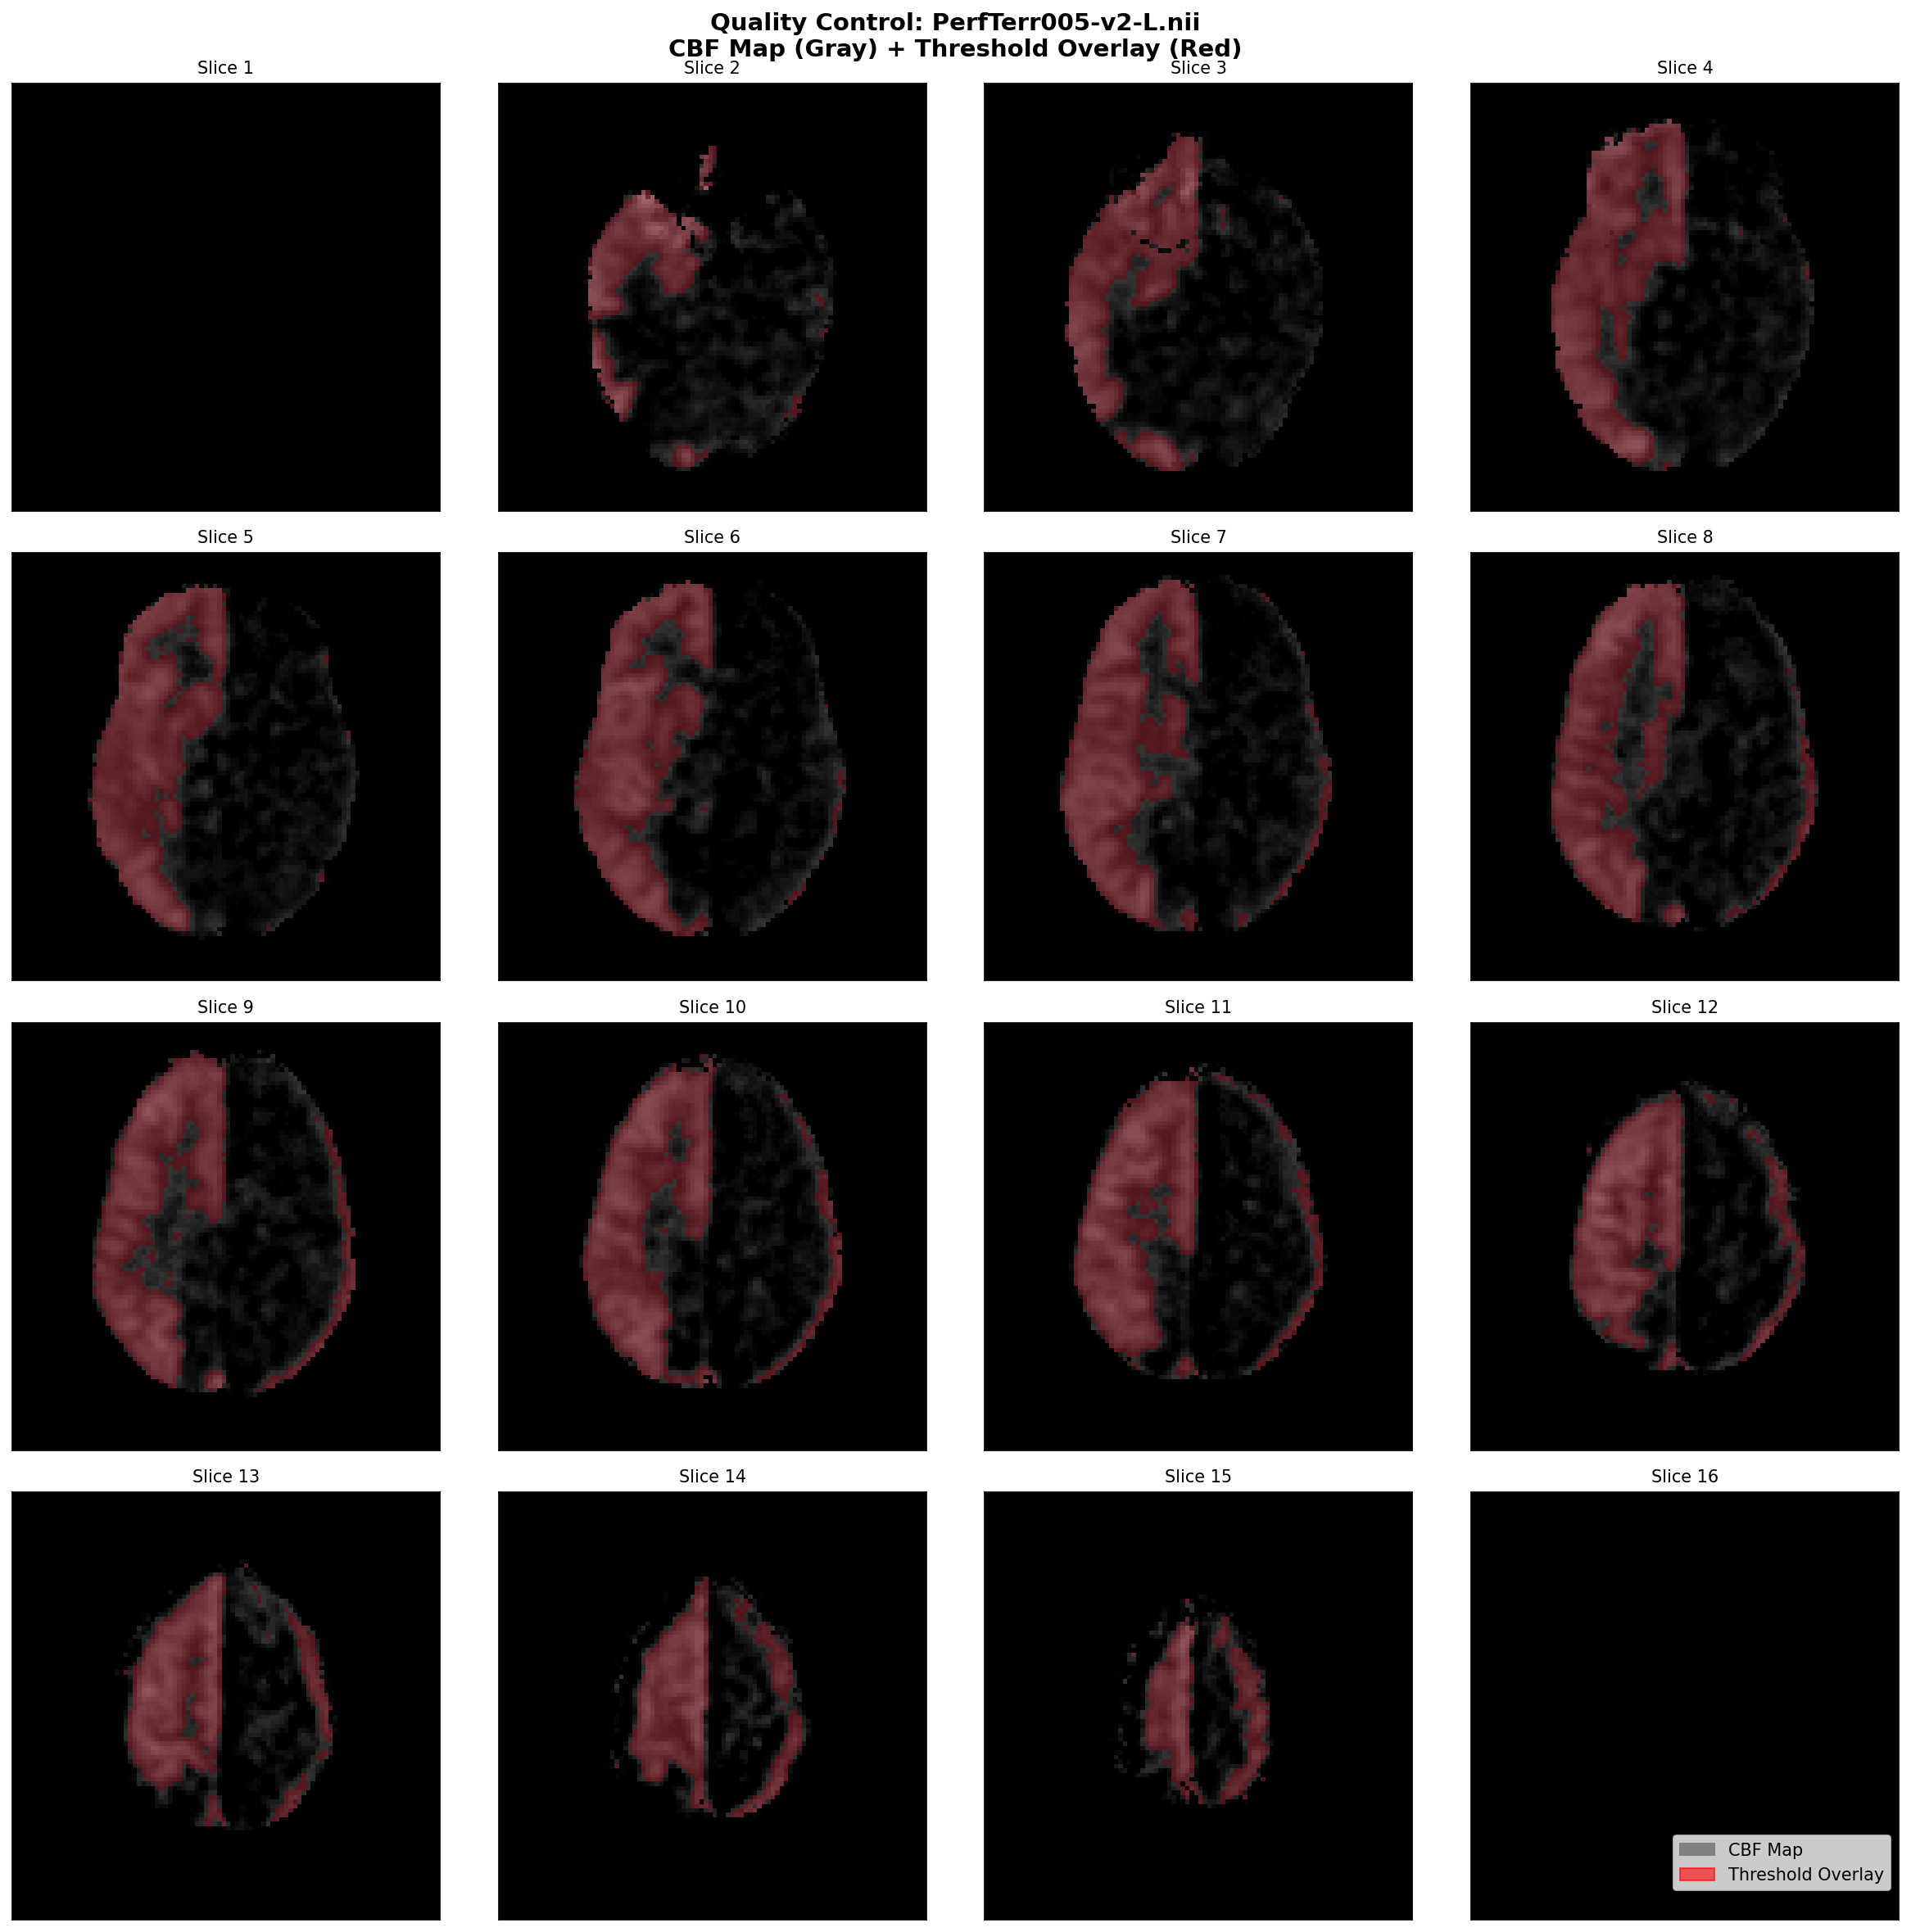 Quality Control: PerfTerr005-v2-L.nii
CBF Map (Gray) + Threshold Overlay (Red)
Slice 1
Slice 2
Slice 3
Slice 4
Slice 5
Slice 6
Slice 7
Slice 8
Slice 9
Slice 10
Slice 11
Slice 12
Slice 13
Slice 14
Slice 15
Slice 16
CBF Map
Threshold Overlay